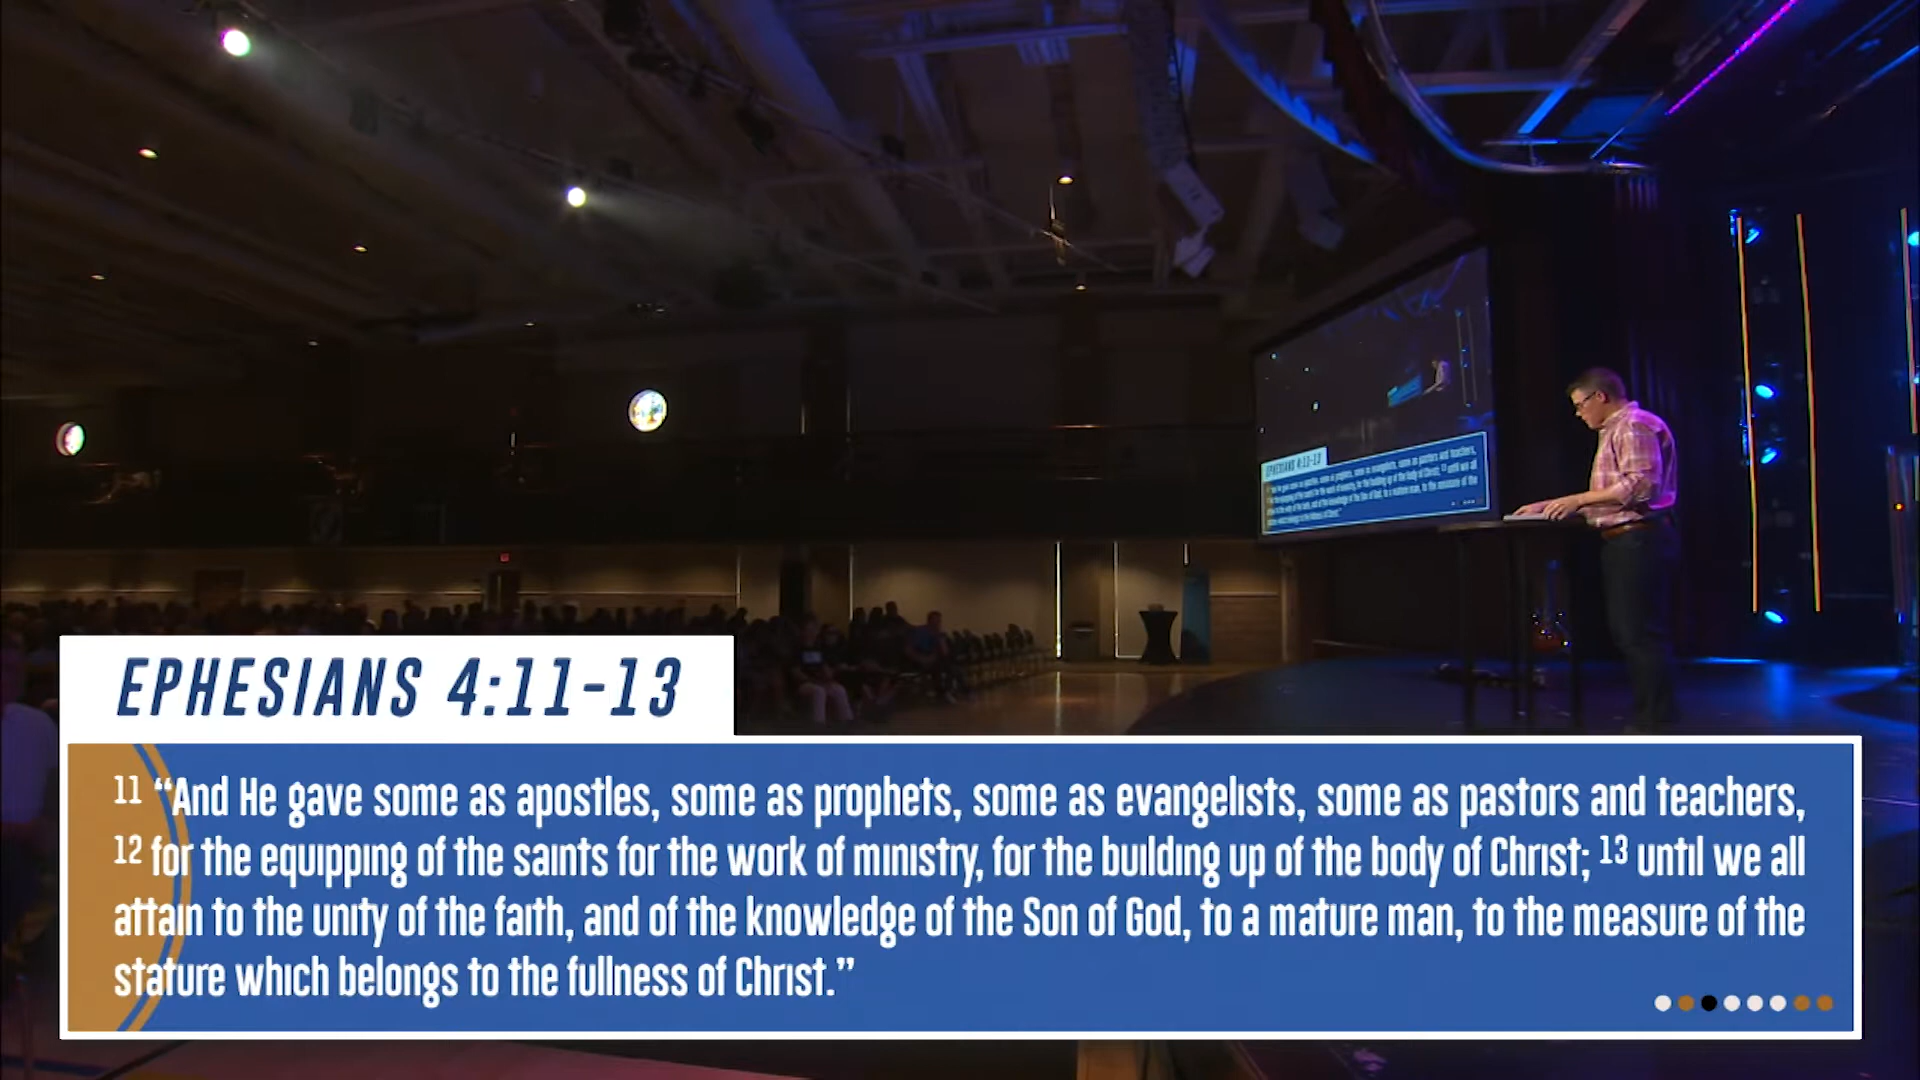 EPHESIANS 4:11-13
11 “And He gave some as apostles, some as prophets, some as evangelists, some as pastors and teachers,
12 for the equipping of the saints for the work of ministry, for the building up of the body of Christ; 13 until we all
attain to the unity of the faith, and of the knowledge of the Son of God, to a mature man, to the measure of the
stature which belongs to the fullness of Christ.”
EPHESIANS 4:11-13